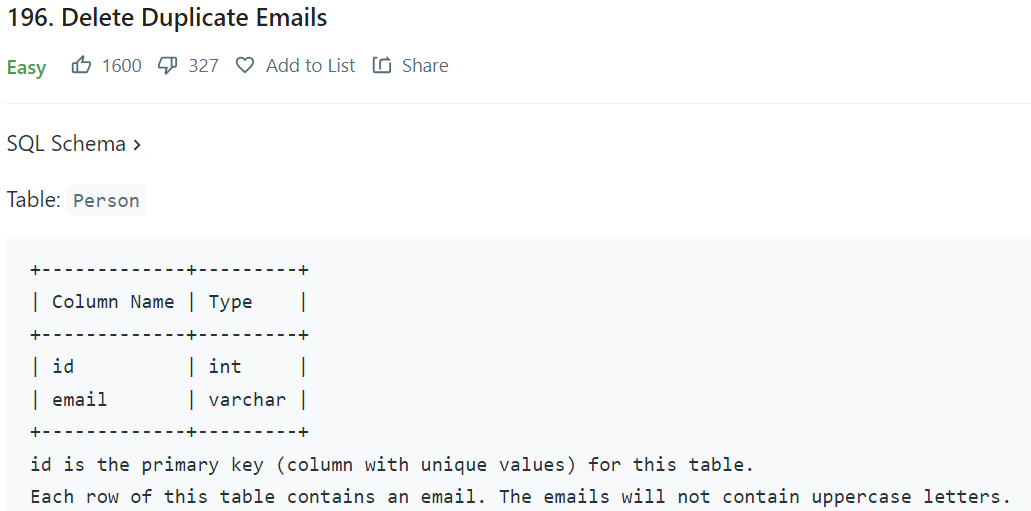 196. Delete Duplicate Emails
Easy 1600 327 Add to List Share
SQL Schema >
Table: Person
+-------------+---------+
| Column Name | Type    |
+-------------+---------+
| id          | int     |
| email       | varchar |
+-------------+---------+
id is the primary key (column with unique values) for this table.
Each row of this table contains an email. The emails will not contain uppercase letters.